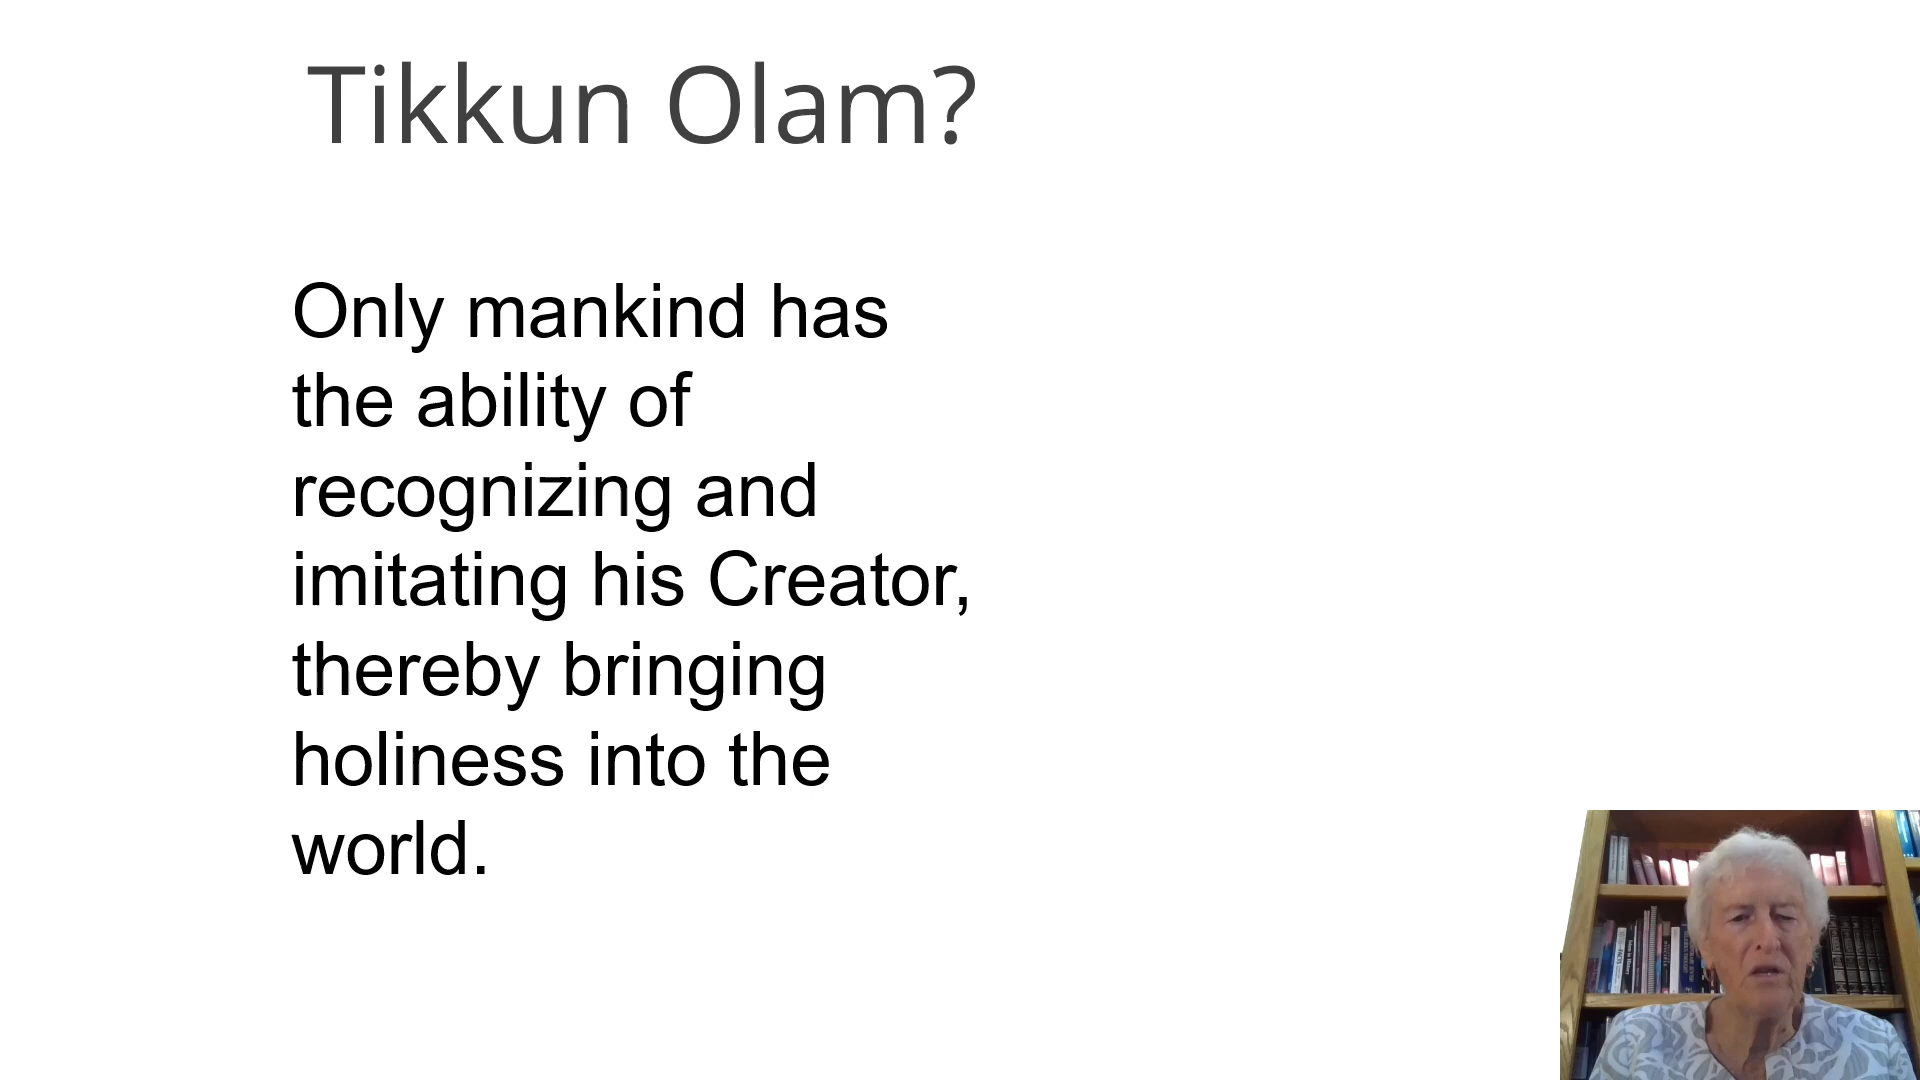 Tikkun Olam?
Only mankind has
the ability of
recognizing and
imitating his Creator,
thereby bringing
holiness into the
world.